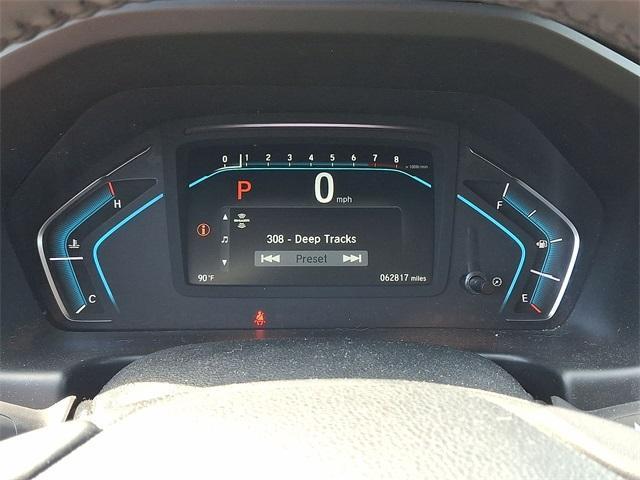 0 1 2 3 4 5 6 7 8 x1000r/min
P 0 mph
H
F
308 - Deep Tracks
Preset
90°F
062817 miles
C
E